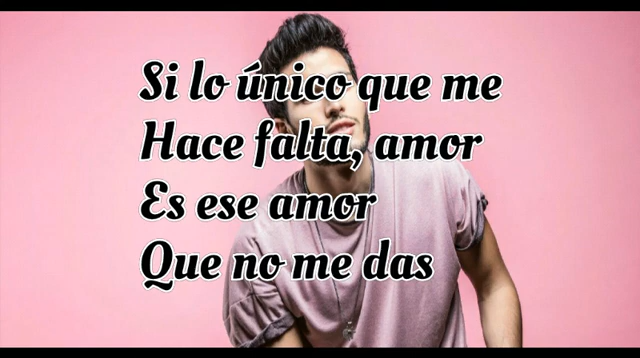 Si lo único que me
Hace falta, amor
Es ese amor
Que no me das